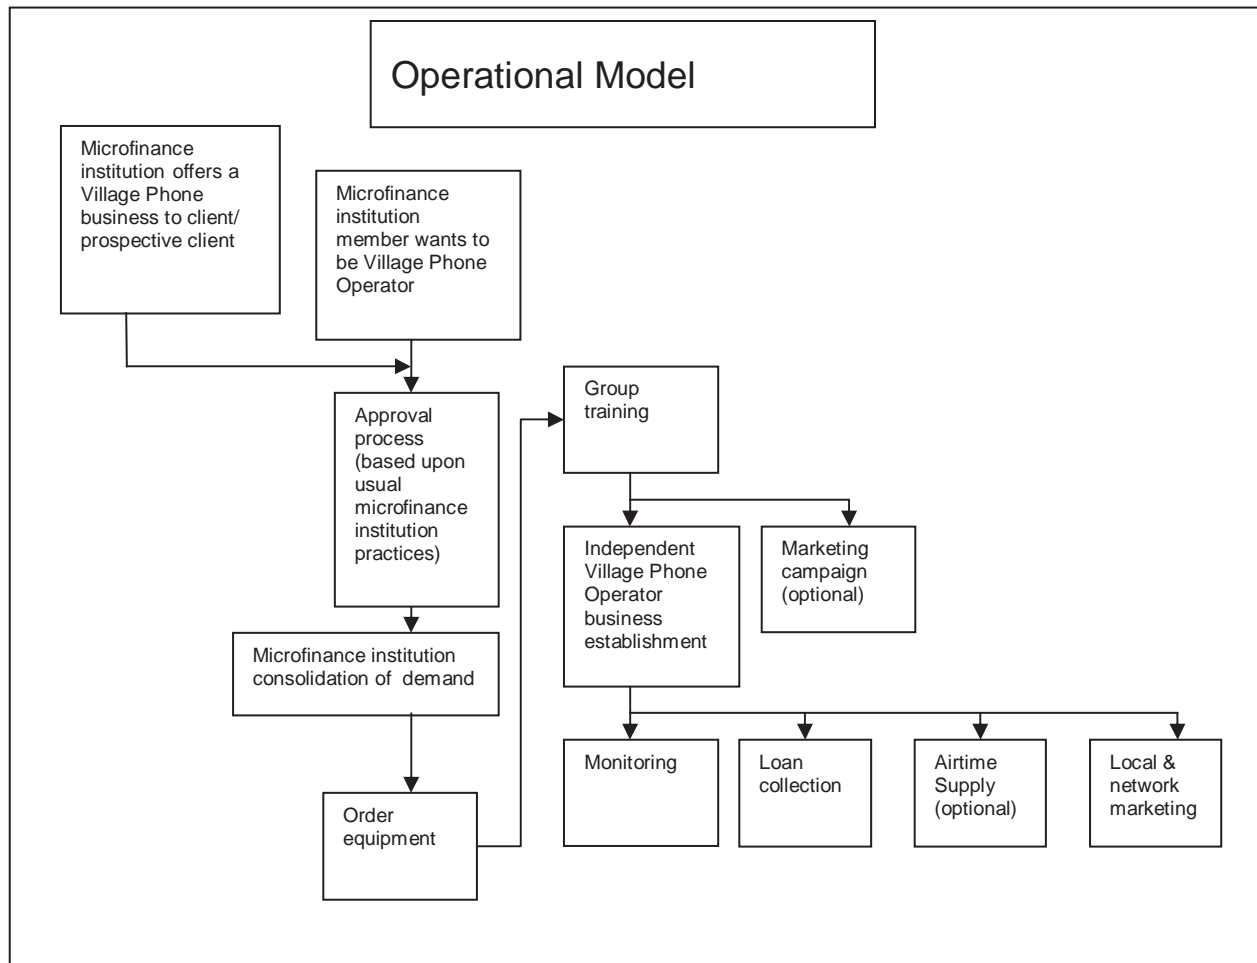 Operational Model
Microfinance
institution offers a
Village Phone
business to client/
prospective client
Microfinance
institution
member wants to
be Village Phone
Operator
Approval
process
(based upon
usual
microfinance
institution
practices)
Microfinance institution
consolidation of demand
Order
equipment
Group
training
Independent
Village Phone
Operator
business
establishment
Marketing
campaign
(optional)
Monitoring
Loan
collection
Airtime
Supply
(optional)
Local &
network
marketing